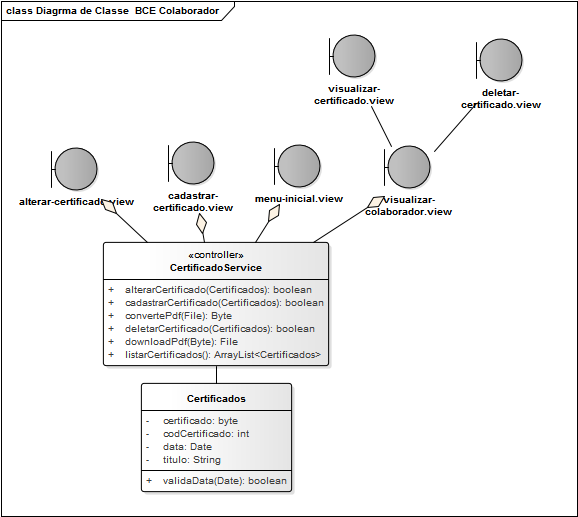 class Diagrma de Classe BCE Colaborador
visualizar-
certificado.view
deletar-
certificado.view
alterar-certificado.view
cadastrar-
certificado.view
menu-inicial.view
visualizar-
colaborador.view
«controller»
CertificadoService
+ alterarCertificado(Certificados): boolean
+ cadastrarCertificado(Certificados): boolean
+ convertePdf(File): Byte
+ deletarCertificado(Certificados): boolean
+ downloadPdf(Byte): File
+ listarCertificados(): ArrayList<Certificados>
Certificados
- certificado: byte
- codCertificado: int
- data: Date
- titulo: String
+ validaData(Date): boolean